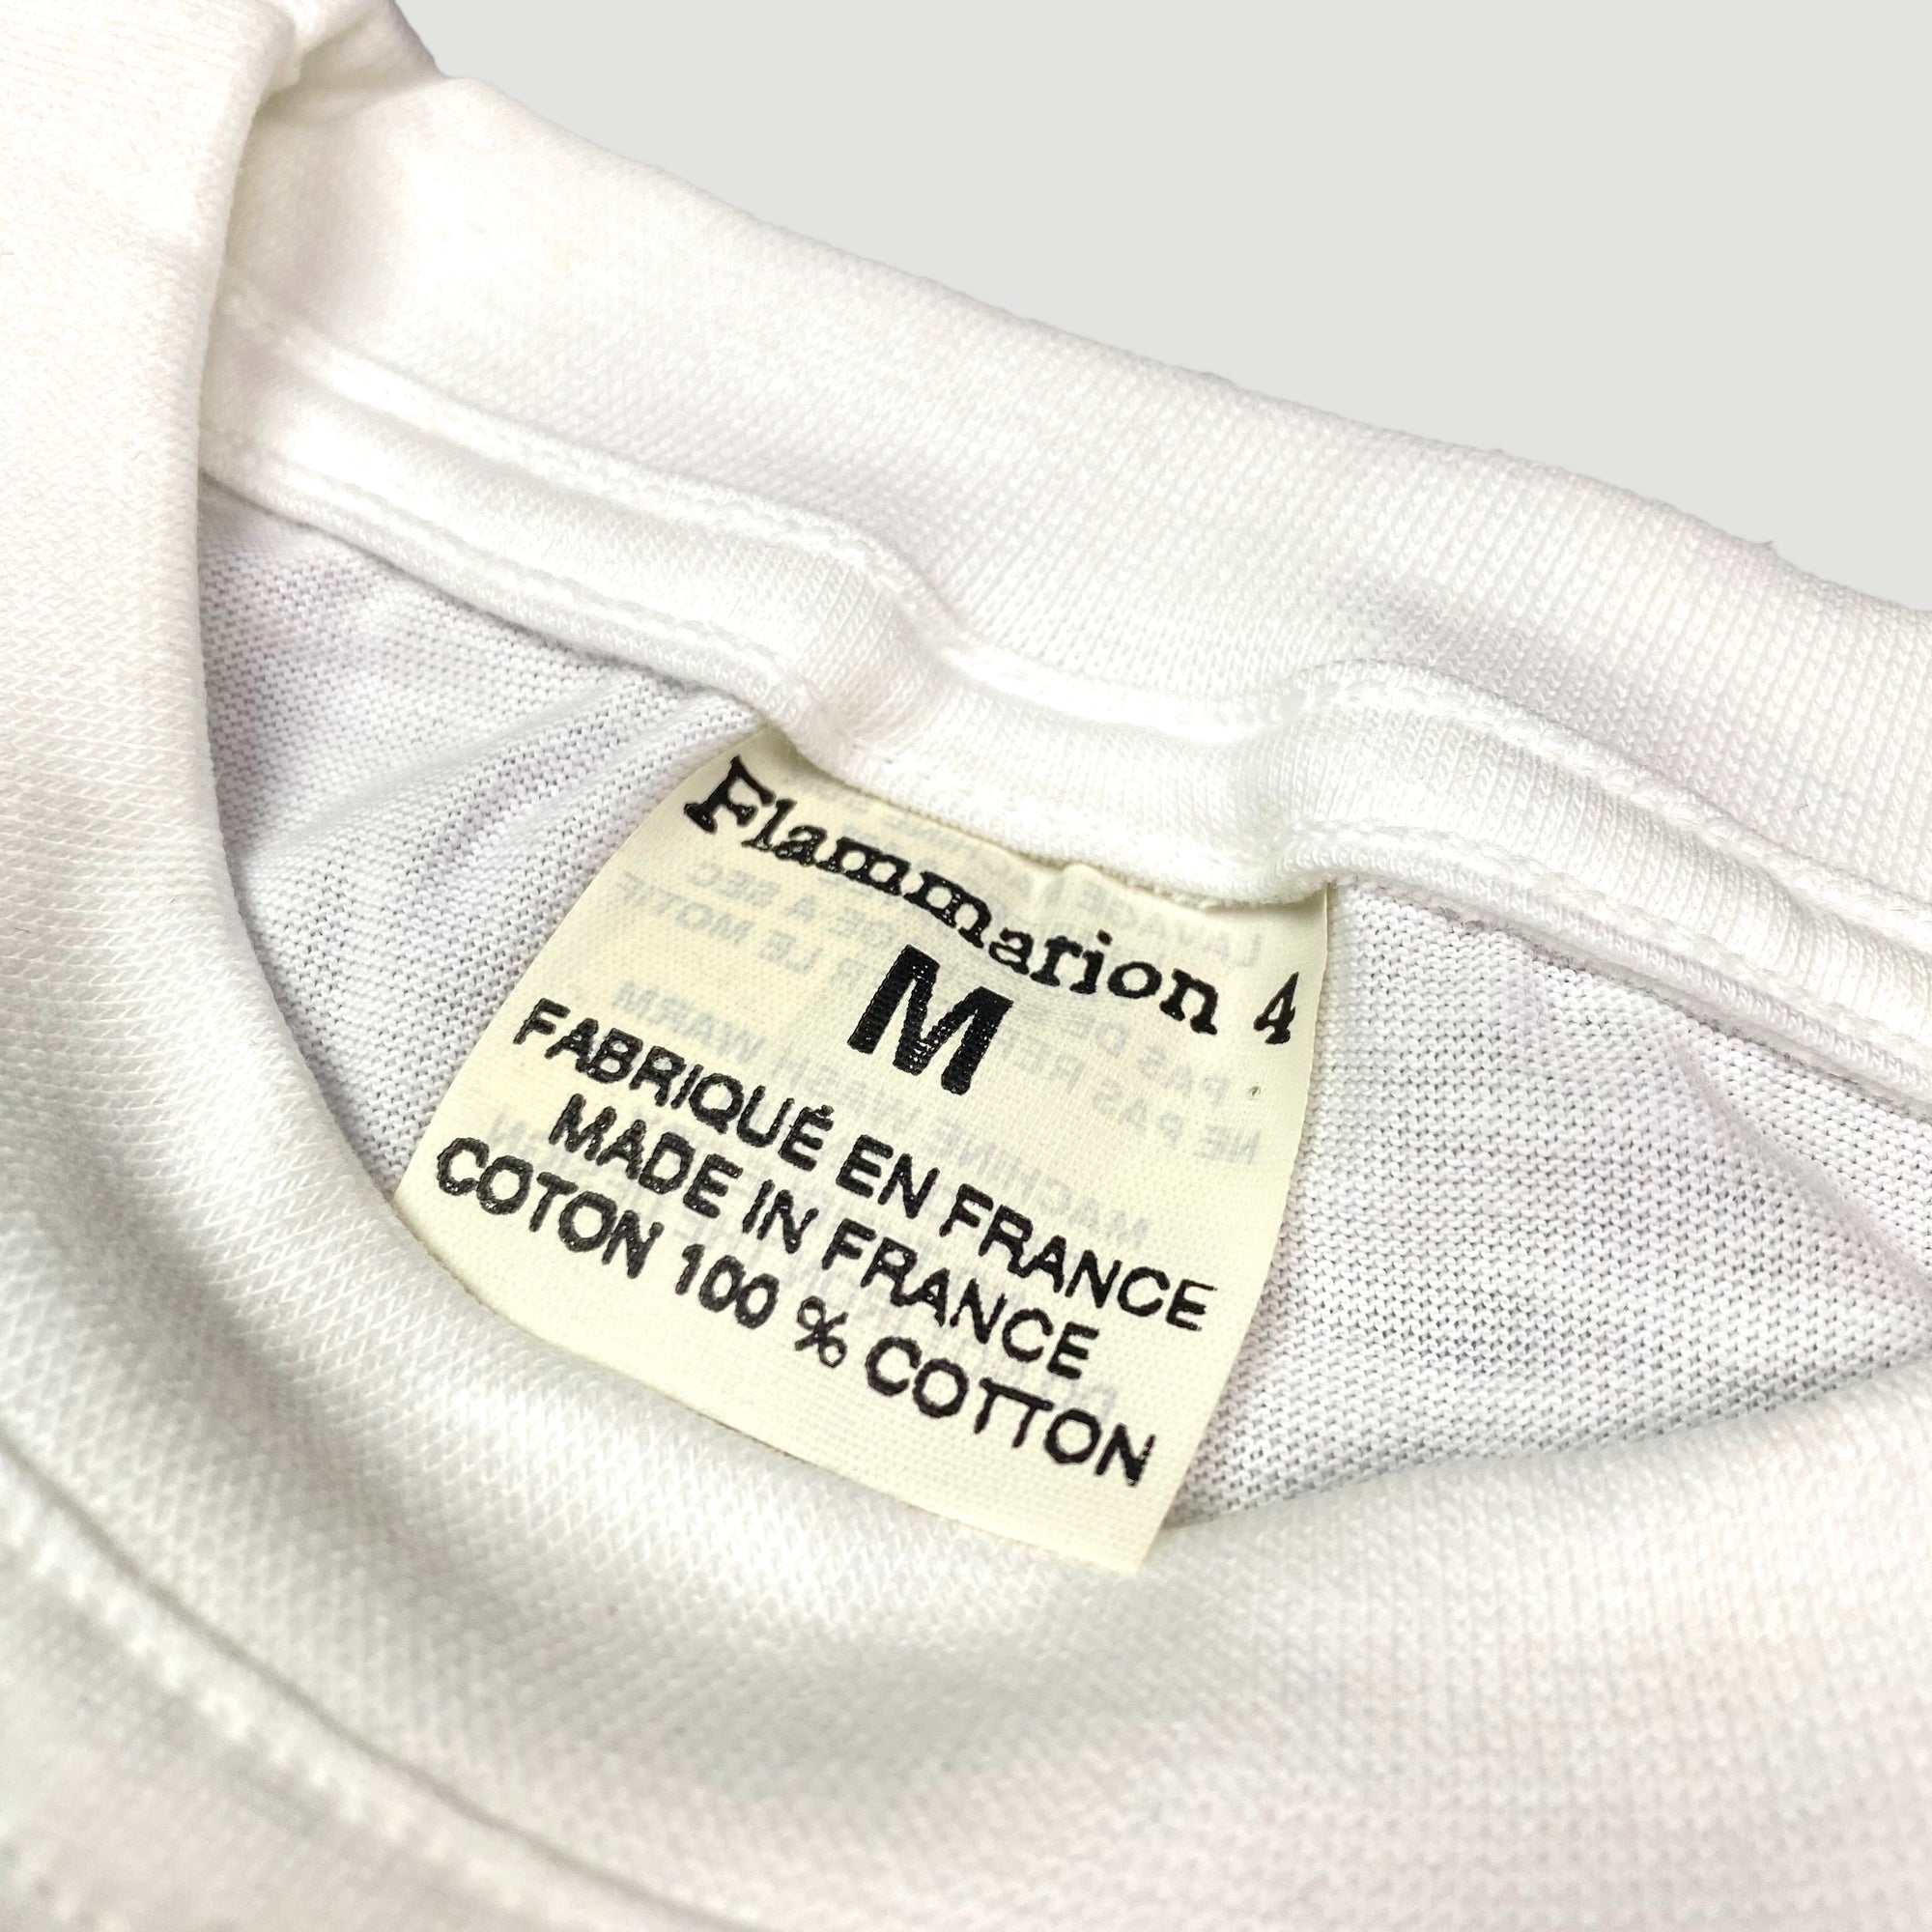 Flammarion 4
M
FABRIQUÉ EN FRANCE
MADE IN FRANCE
COTON 100 % COTTON